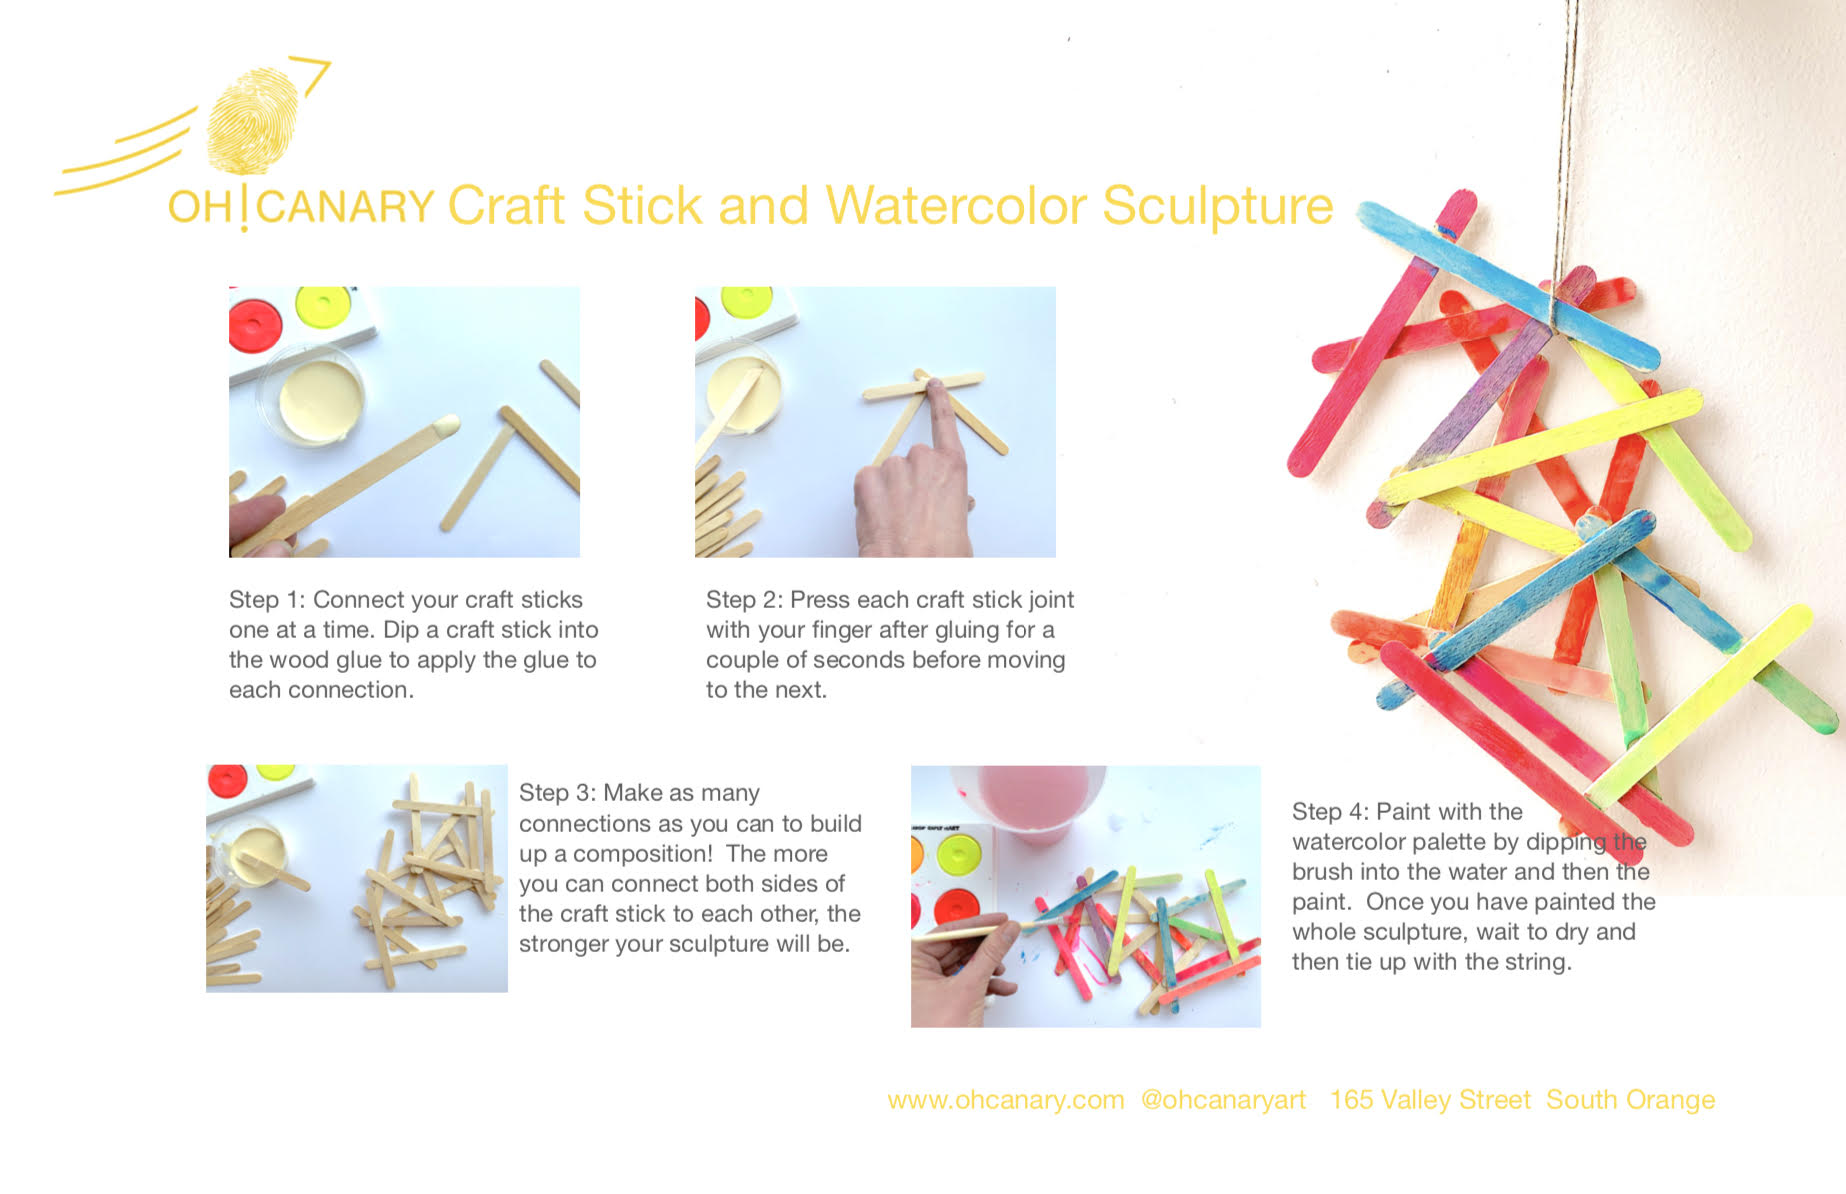 OH!CANARY Craft Stick and Watercolor Sculpture
Step 1: Connect your craft sticks
one at a time. Dip a craft stick into
the wood glue to apply the glue to
each connection.
Step 2: Press each craft stick joint
with your finger after gluing for a
couple of seconds before moving
to the next.
Step 3: Make as many
connections as you can to build
up a composition!  The more
you can connect both sides of
the craft stick to each other, the
stronger your sculpture will be.
Step 4: Paint with the
watercolor palette by dipping the
brush into the water and then the
paint.  Once you have painted the
whole sculpture, wait to dry and
then tie up with the string.
www.ohcanary.com  @ohcanaryart   165 Valley Street  South Orange